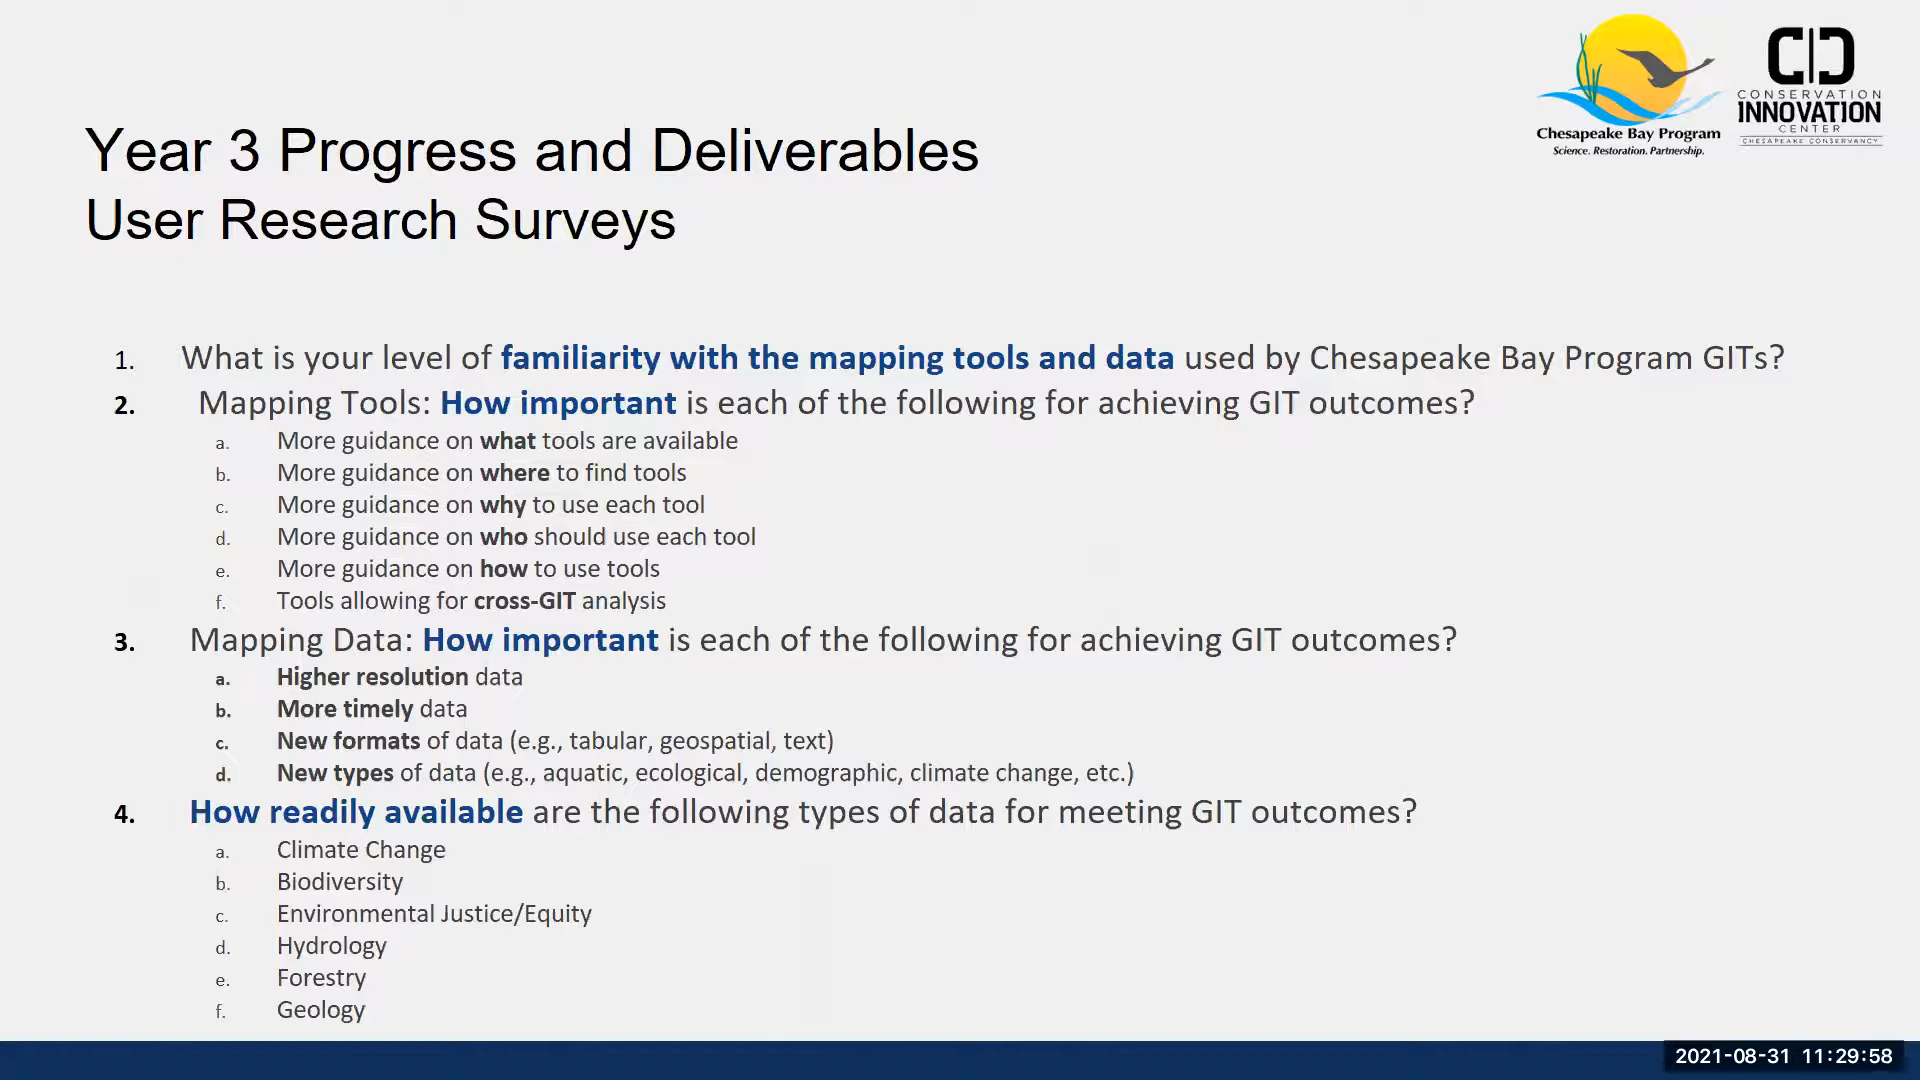 Chesapeake Bay Program
Science. Restoration. Partnership.
CONSERVATION
INNOVATION
CENTER
CHESAPEAKE CONSERVANCY
Year 3 Progress and Deliverables
User Research Surveys
1. What is your level of familiarity with the mapping tools and data used by Chesapeake Bay Program GITs?
2. Mapping Tools: How important is each of the following for achieving GIT outcomes?
a. More guidance on what tools are available
b. More guidance on where to find tools
c. More guidance on why to use each tool
d. More guidance on who should use each tool
e. More guidance on how to use tools
f. Tools allowing for cross-GIT analysis
3. Mapping Data: How important is each of the following for achieving GIT outcomes?
a. Higher resolution data
b. More timely data
c. New formats of data (e.g., tabular, geospatial, text)
d. New types of data (e.g., aquatic, ecological, demographic, climate change, etc.)
4. How readily available are the following types of data for meeting GIT outcomes?
a. Climate Change
b. Biodiversity
c. Environmental Justice/Equity
d. Hydrology
e. Forestry
f. Geology
2021-08-31 11:29:58